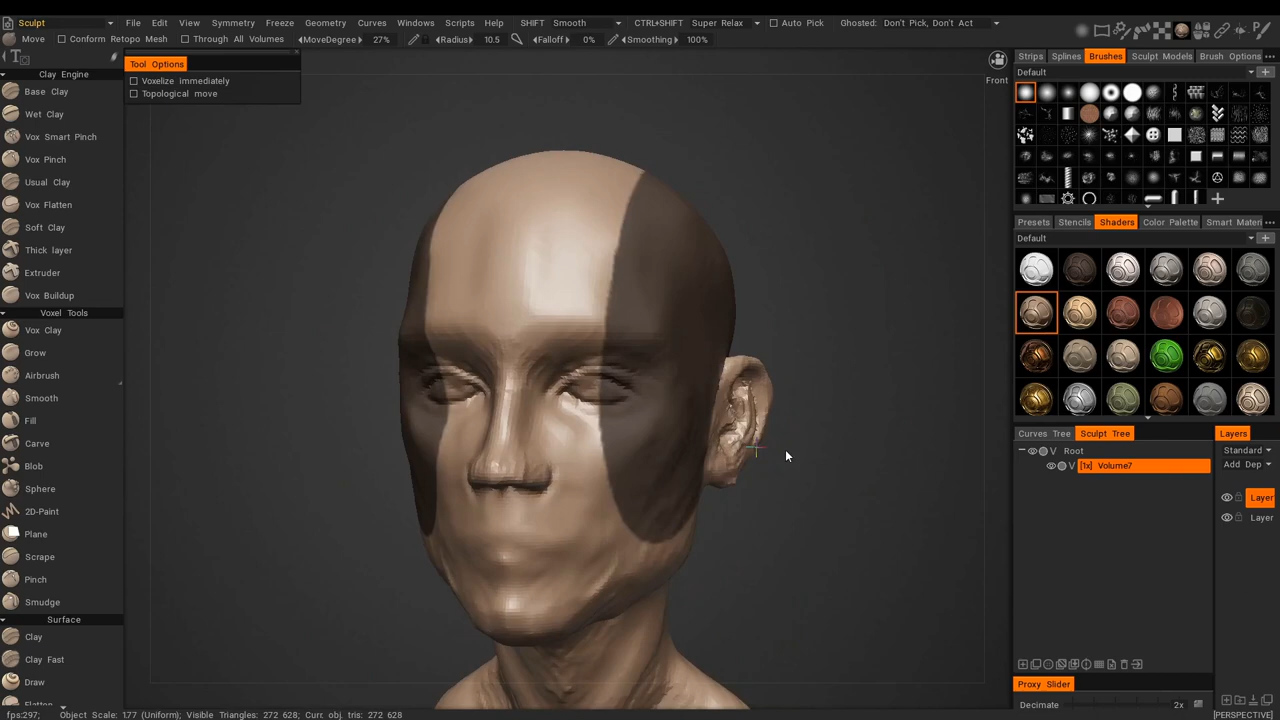 Sculpt File Edit View Symmetry Freeze Geometry Curves Windows Scripts Help SHIFT Smooth CTRL+SHIFT Super Relax Auto Pick Ghosted: Don't Pick, Don't Act
Move Conform Retopo Mesh Through All Volumes MoveDegree 27% Radius 10.5 Falloff 0% Smoothing 100%
Tool Options
Voxelize immediately
Topological move
Clay Engine
Base Clay
Wet Clay
Vox Smart Pinch
Vox Pinch
Usual Clay
Vox Flatten
Soft Clay
Thick layer
Extruder
Vox Buildup
Voxel Tools
Vox Clay
Grow
Airbrush
Smooth
Fill
Carve
Blob
Sphere
2D-Paint
Plane
Scrape
Pinch
Smudge
Surface
Clay
Clay Fast
Draw
Flatten
Front
Strips Splines Brushes Sculpt Models Brush Options
Default
Presets Stencils Shaders Color Palette Smart Mater
Default
Curves Tree Sculpt Tree
V Root
V [1x] Volume7
Layers
Standard
Add Dep
Layer
Layer
Proxy Slider
Decimate 2x
fps:297; Object Scale: 177 (Uniform); Visible Triangles: 272 628; Curr. obj. tris: 272 628
[PERSPECTIVE]